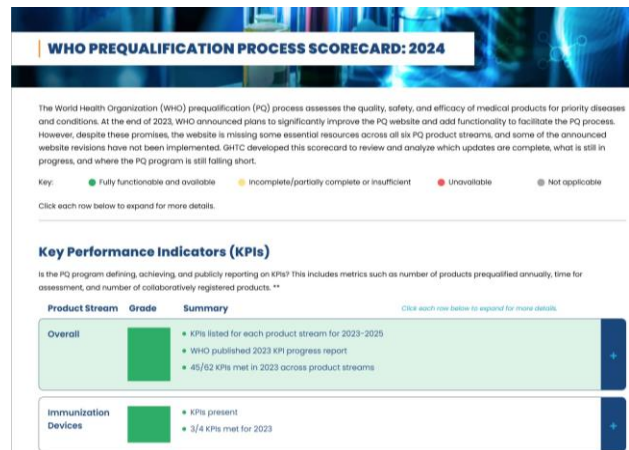 WHO PREQUALIFICATION PROCESS SCORECARD: 2024
The World Health Organization (WHO) prequalification (PQ) process assesses the quality, safety, and efficacy of medical products for priority diseases
and conditions. At the end of 2023, WHO announced plans to significantly improve the PQ website and add functionality to facilitate the PQ process.
However, despite these promises, the website is missing some essential resources across all six PQ product streams, and some of the announced
website revisions have not been implemented. GHTC developed this scorecard to review and analyze which updates are complete, what is still in
progress, and where the PQ program is still falling short.
Key: Fully functionable and available Incomplete/partially complete or insufficient Unavailable Not applicable
Click each row below to expand for more details.
Key Performance Indicators (KPIs)
Is the PQ program defining, achieving, and publicly reporting on KPIs? This includes metrics such as number of products prequalified annually, time for
assessment, and number of collaboratively registered products. **
Product Stream Grade Summary Click each row below to expand for more details.
Overall
• KPIs listed for each product stream for 2023-2025
• WHO published 2023 KPI progress report
• 45/62 KPIs met in 2023 across product streams
+
Immunization
Devices
• KPIs present
• 3/4 KPIs met for 2023
+